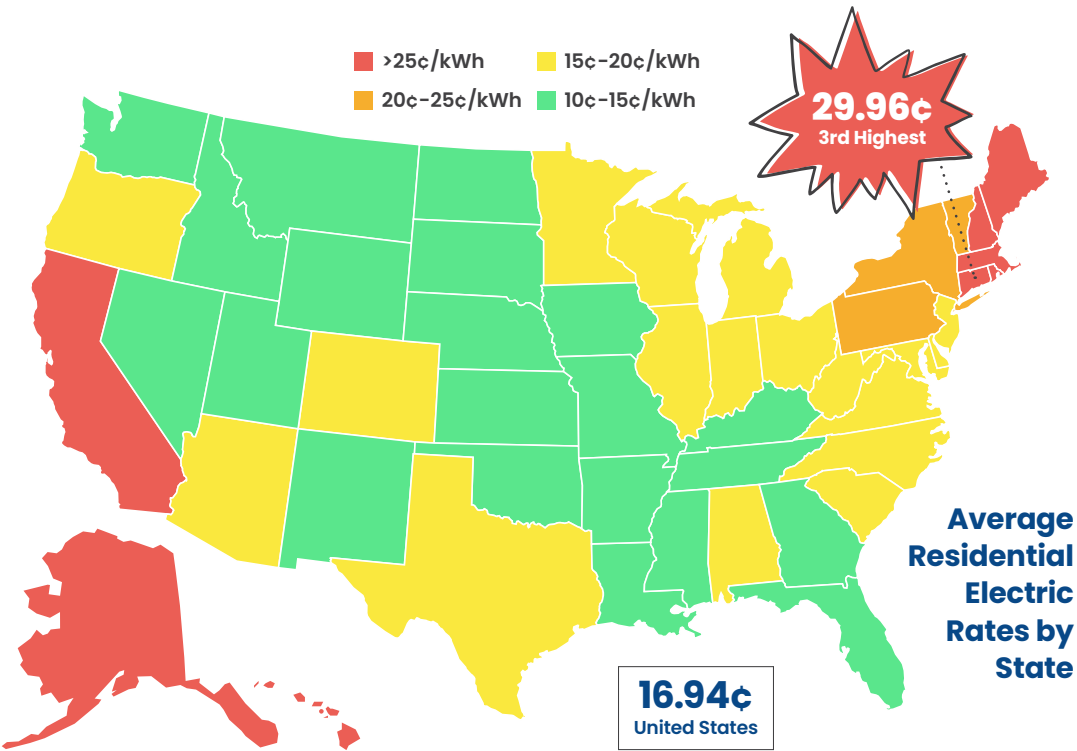 >25¢/kWh
15¢-20¢/kWh
20¢-25¢/kWh
10¢-15¢/kWh
29.96¢
3rd Highest
Average
Residential
Electric
Rates by
State
16.94¢
United States